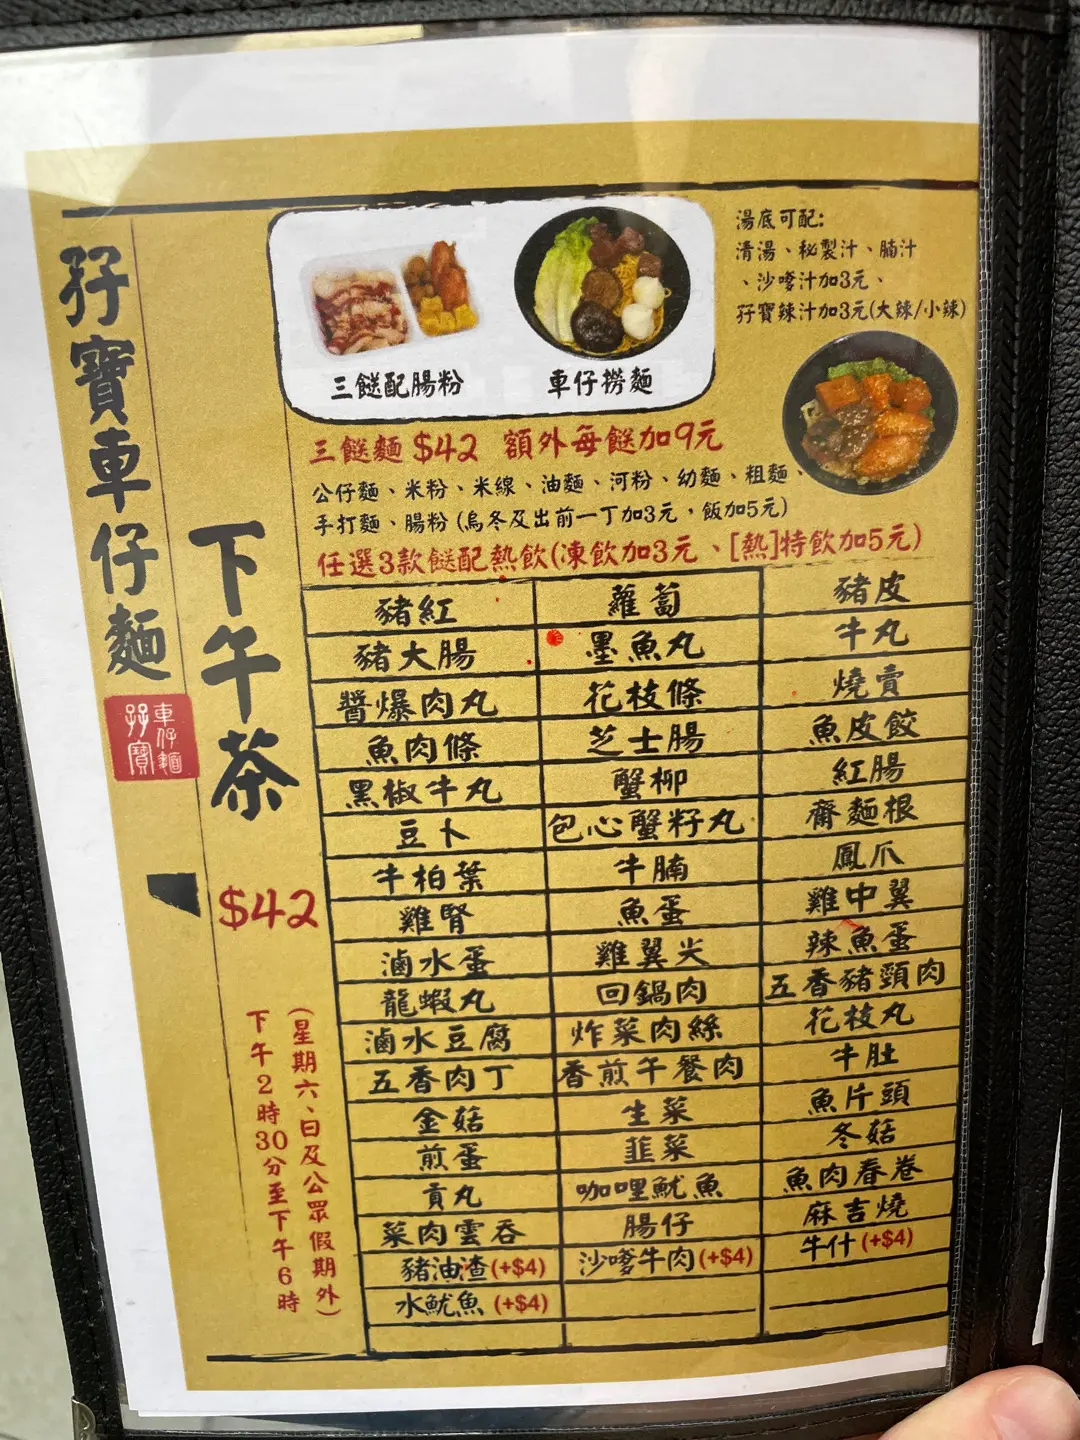 孖寶車仔麵
孖寶
車仔麵
下午茶
$42
(星期六、日及公眾假期外)
下午2時30分至下午6時
三餸配腸粉
車仔撈麵
湯底可配:
清湯、秘製汁、腩汁
、沙嗲汁加3元、
孖寶辣汁加3元(大辣/小辣)
三餸麵 $42 額外每餸加9元
公仔麵、米粉、米線、油麵、河粉、幼麵、粗麵、
手打麵、腸粉 (烏冬及出前一丁加3元，飯加5元)
任選3款餸配熱飲(凍飲加3元、[熱]特飲加5元)
豬紅 蘿蔔 豬皮
豬大腸 墨魚丸 牛丸
醬爆肉丸 花枝條 燒賣
魚肉條 芝士腸 魚皮餃
黑椒牛丸 蟹柳 紅腸
豆卜 包心蟹籽丸 齋麵根
牛柏葉 牛腩 鳳爪
雞腎 魚蛋 雞中翼
滷水蛋 雞翼尖 辣魚蛋
龍蝦丸 回鍋肉 五香豬頸肉
滷水豆腐 炸菜肉絲 花枝丸
五香肉丁 香煎午餐肉 牛肚
金菇 生菜 魚片頭
煎蛋 韮菜 冬菇
貢丸 咖哩魷魚 魚肉春卷
菜肉雲吞 腸仔 麻吉燒
豬油渣 (+$4) 沙嗲牛肉 (+$4) 牛什 (+$4)
水魷魚 (+$4)